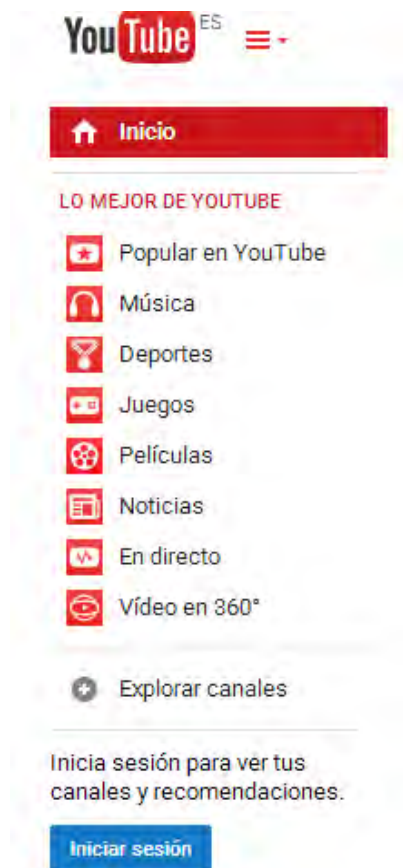 YouTube ES
Inicio
LO MEJOR DE YOUTUBE
Popular en YouTube
Música
Deportes
Juegos
Películas
Noticias
En directo
Vídeo en 360°
Explorar canales
Inicia sesión para ver tus
canales y recomendaciones.
Iniciar sesión